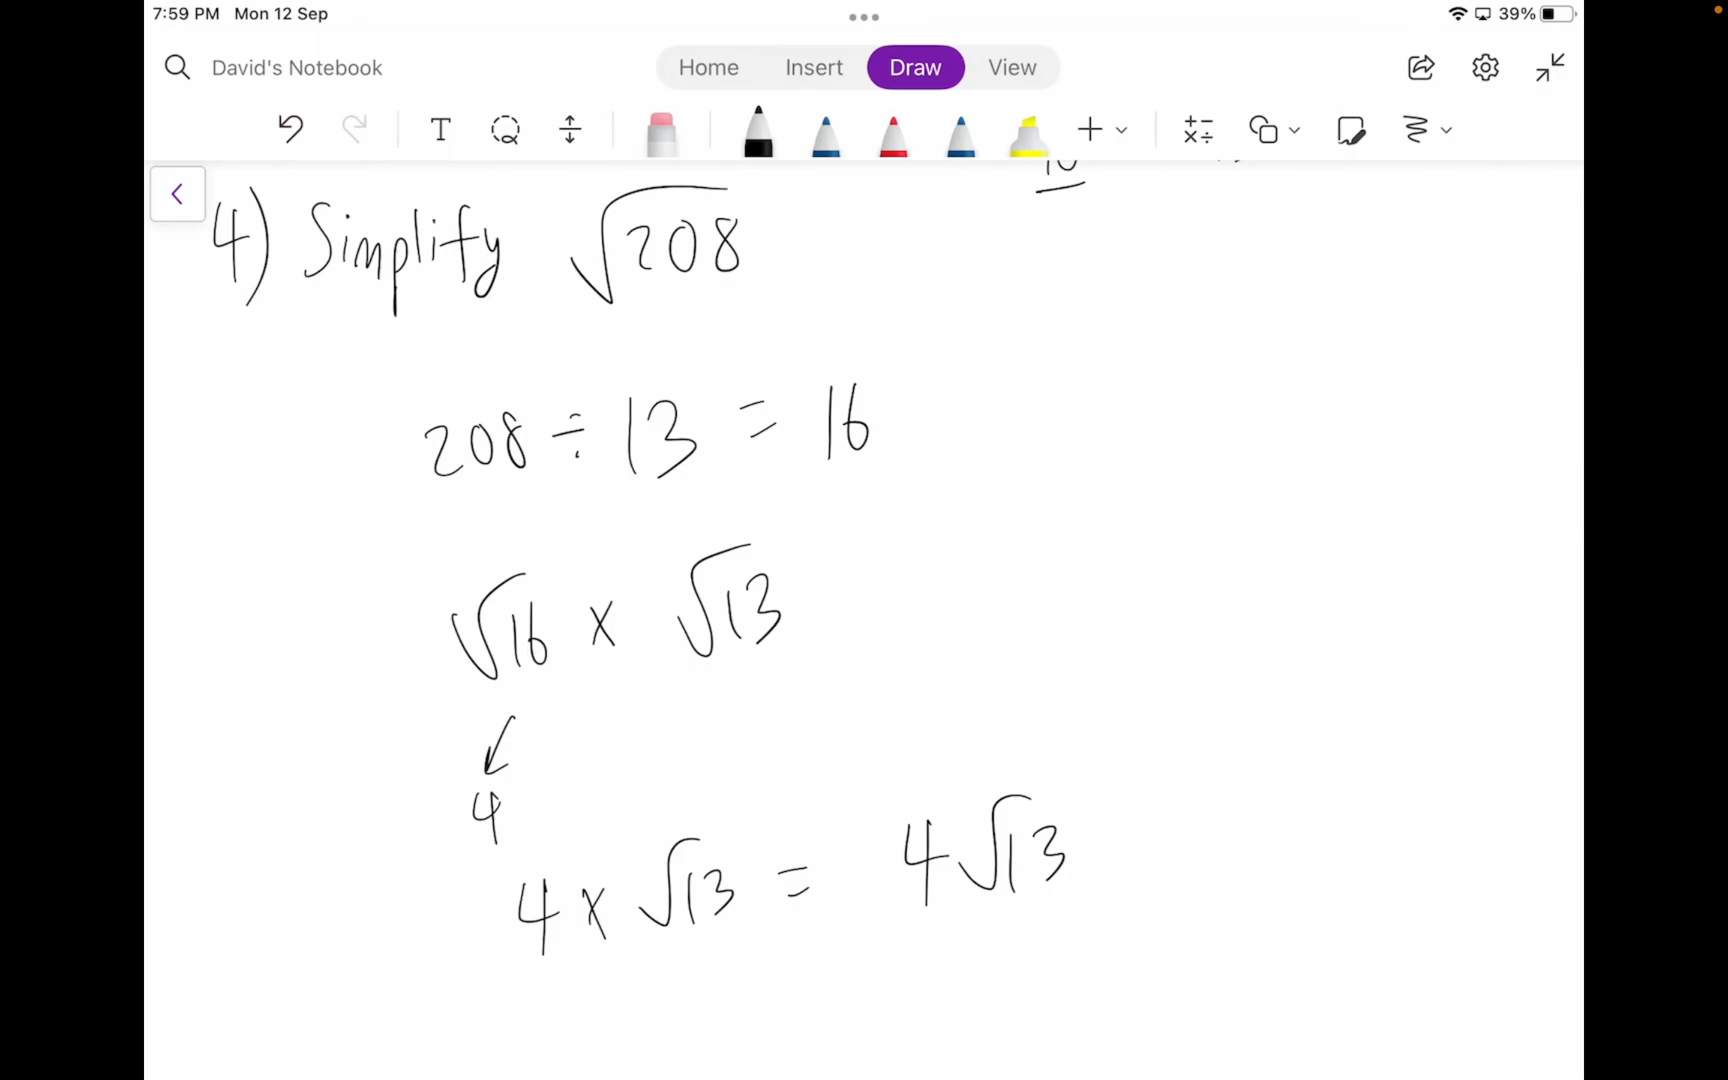 7:59 PM Mon 12 Sep 39%
David's Notebook Home Insert Draw View
T
10
4) Simplify √208
208 ÷ 13 = 16
√16 x √13
4
4 x √13 = 4√13